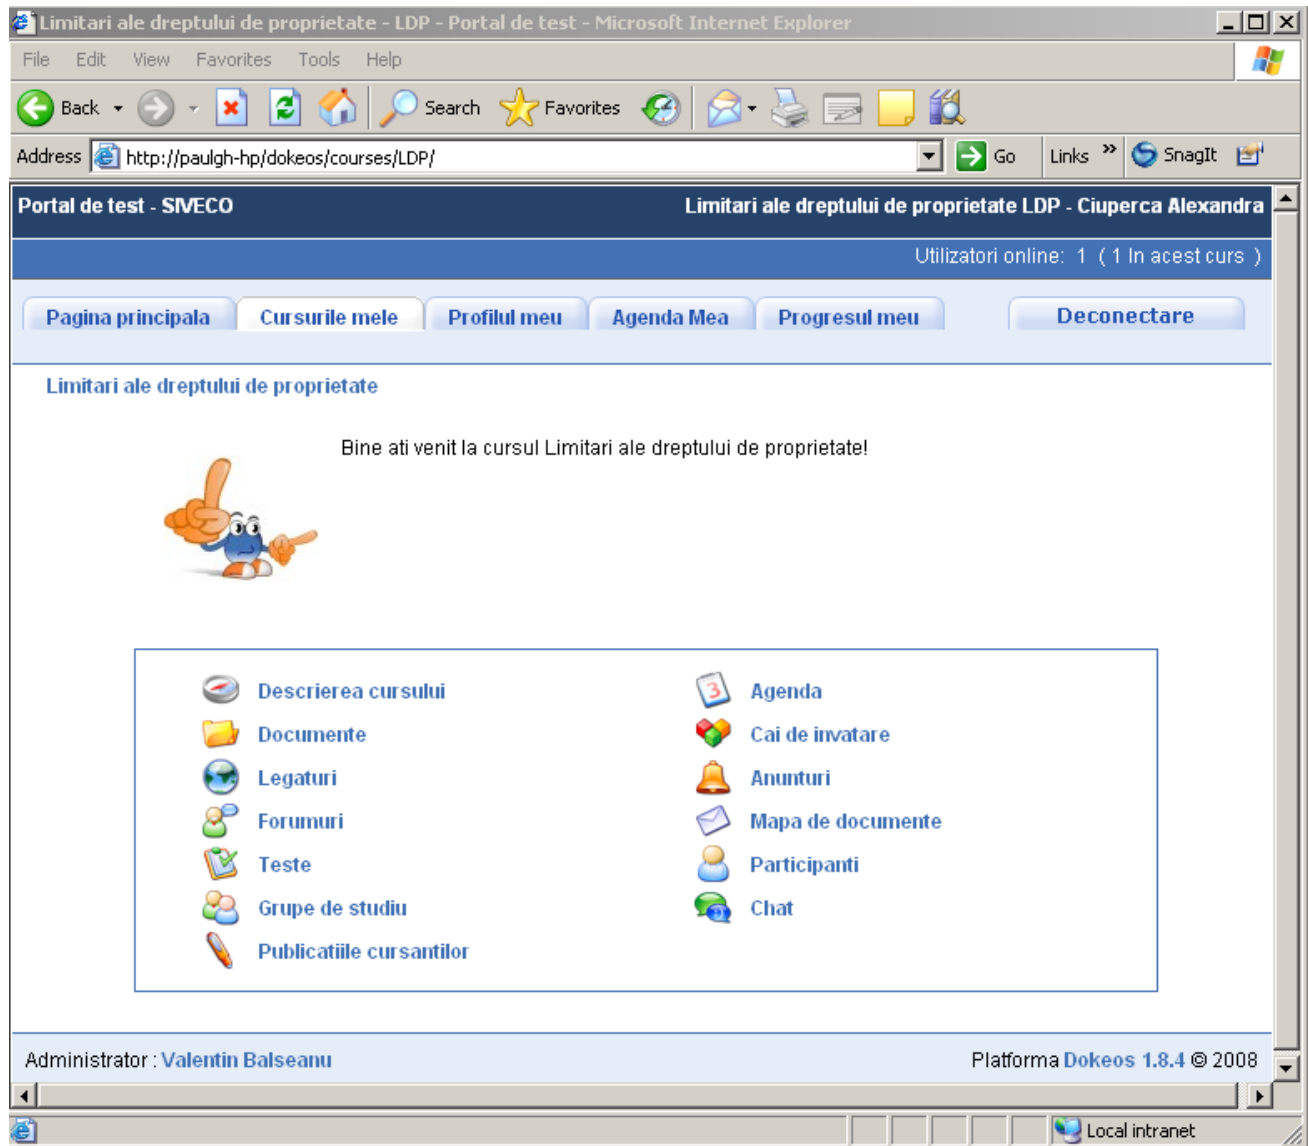 Limitari ale dreptului de proprietate - LDP - Portal de test - Microsoft Internet Explorer
File Edit View Favorites Tools Help
Back Search Favorites
Address http://paulgh-hp/dokeos/courses/LDP/ Go Links » SnagIt
Portal de test - SIVECO Limitari ale dreptului de proprietate LDP - Ciuperca Alexandra
Utilizatori online: 1 ( 1 In acest curs )
Pagina principala Cursurile mele Profilul meu Agenda Mea Progresul meu Deconectare
Limitari ale dreptului de proprietate
Bine ati venit la cursul Limitari ale dreptului de proprietate!
Descrierea cursului Agenda
3
Documente Cai de invatare
Legaturi Anunturi
Forumuri Mapa de documente
Teste Participanti
Grupe de studiu Chat
Publicatiile cursantilor
Administrator : Valentin Balseanu Platforma Dokeos 1.8.4 © 2008
Local intranet